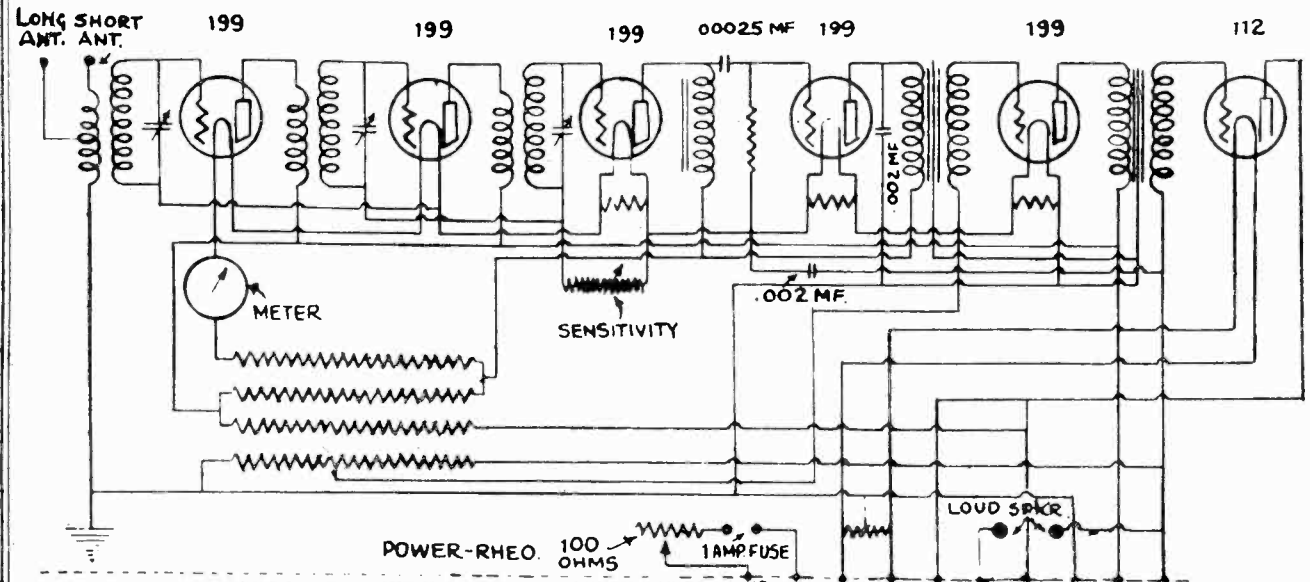 LONG SHORT
ANT. ANT.
199
199
199
00025 MF
199
199
112
.002 MF
.002 MF.
METER
SENSITIVITY
POWER-RHEO.
100
OHMS
1 AMP. FUSE
LOUD SPKR.